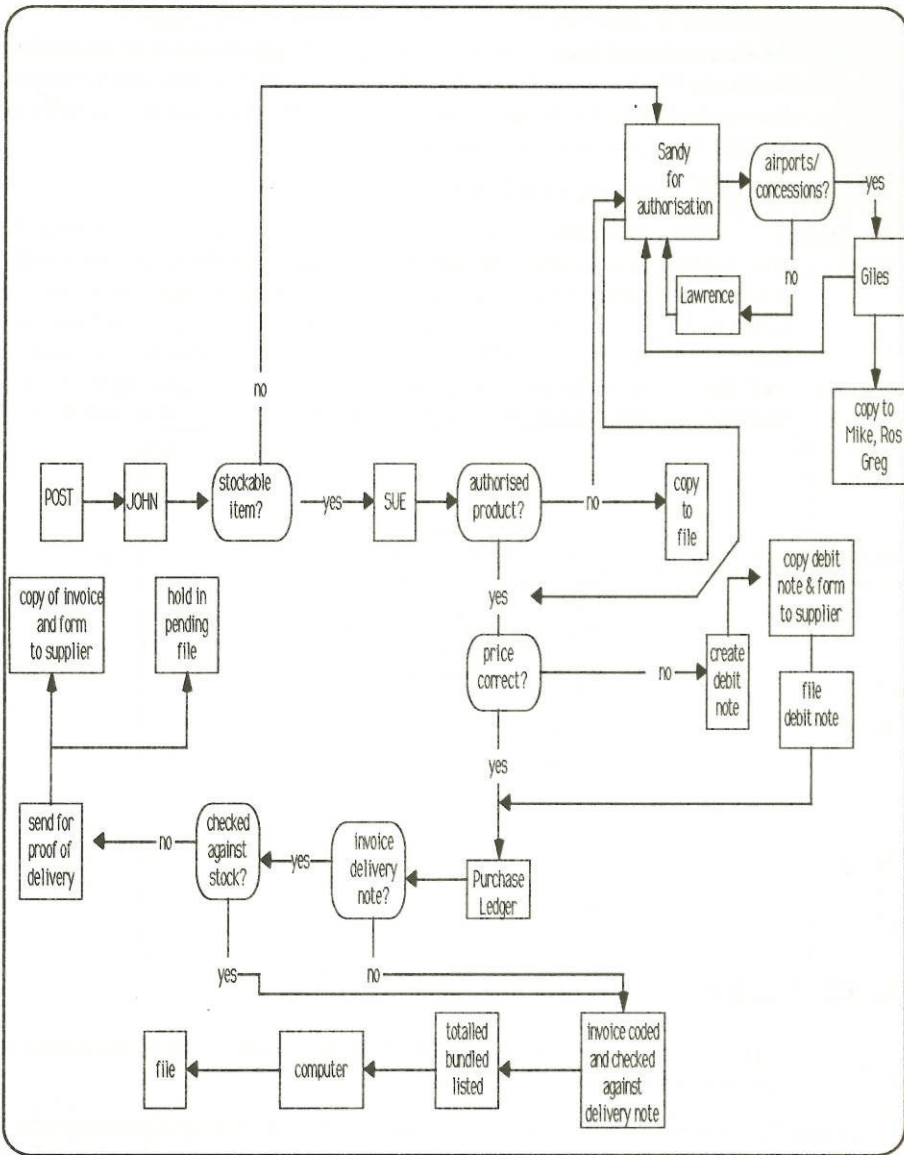 Sandy
for
authorisation
airports/
concessions?
yes
no
Lawrence
Giles
copy to
Mike, Ros
Greg
no
POST
JOHN
stockable
item?
yes
SUE
authorised
product?
no
copy
to
file
yes
copy debit
note & form
to supplier
copy of invoice
and form
to supplier
hold in
pending
file
price
correct?
no
create
debit
note
file
debit note
yes
send for
proof of
delivery
no
checked
against
stock?
yes
invoice
delivery
note?
Purchase
Ledger
yes
no
file
computer
totalled
bundled
listed
invoice coded
and checked
against
delivery note